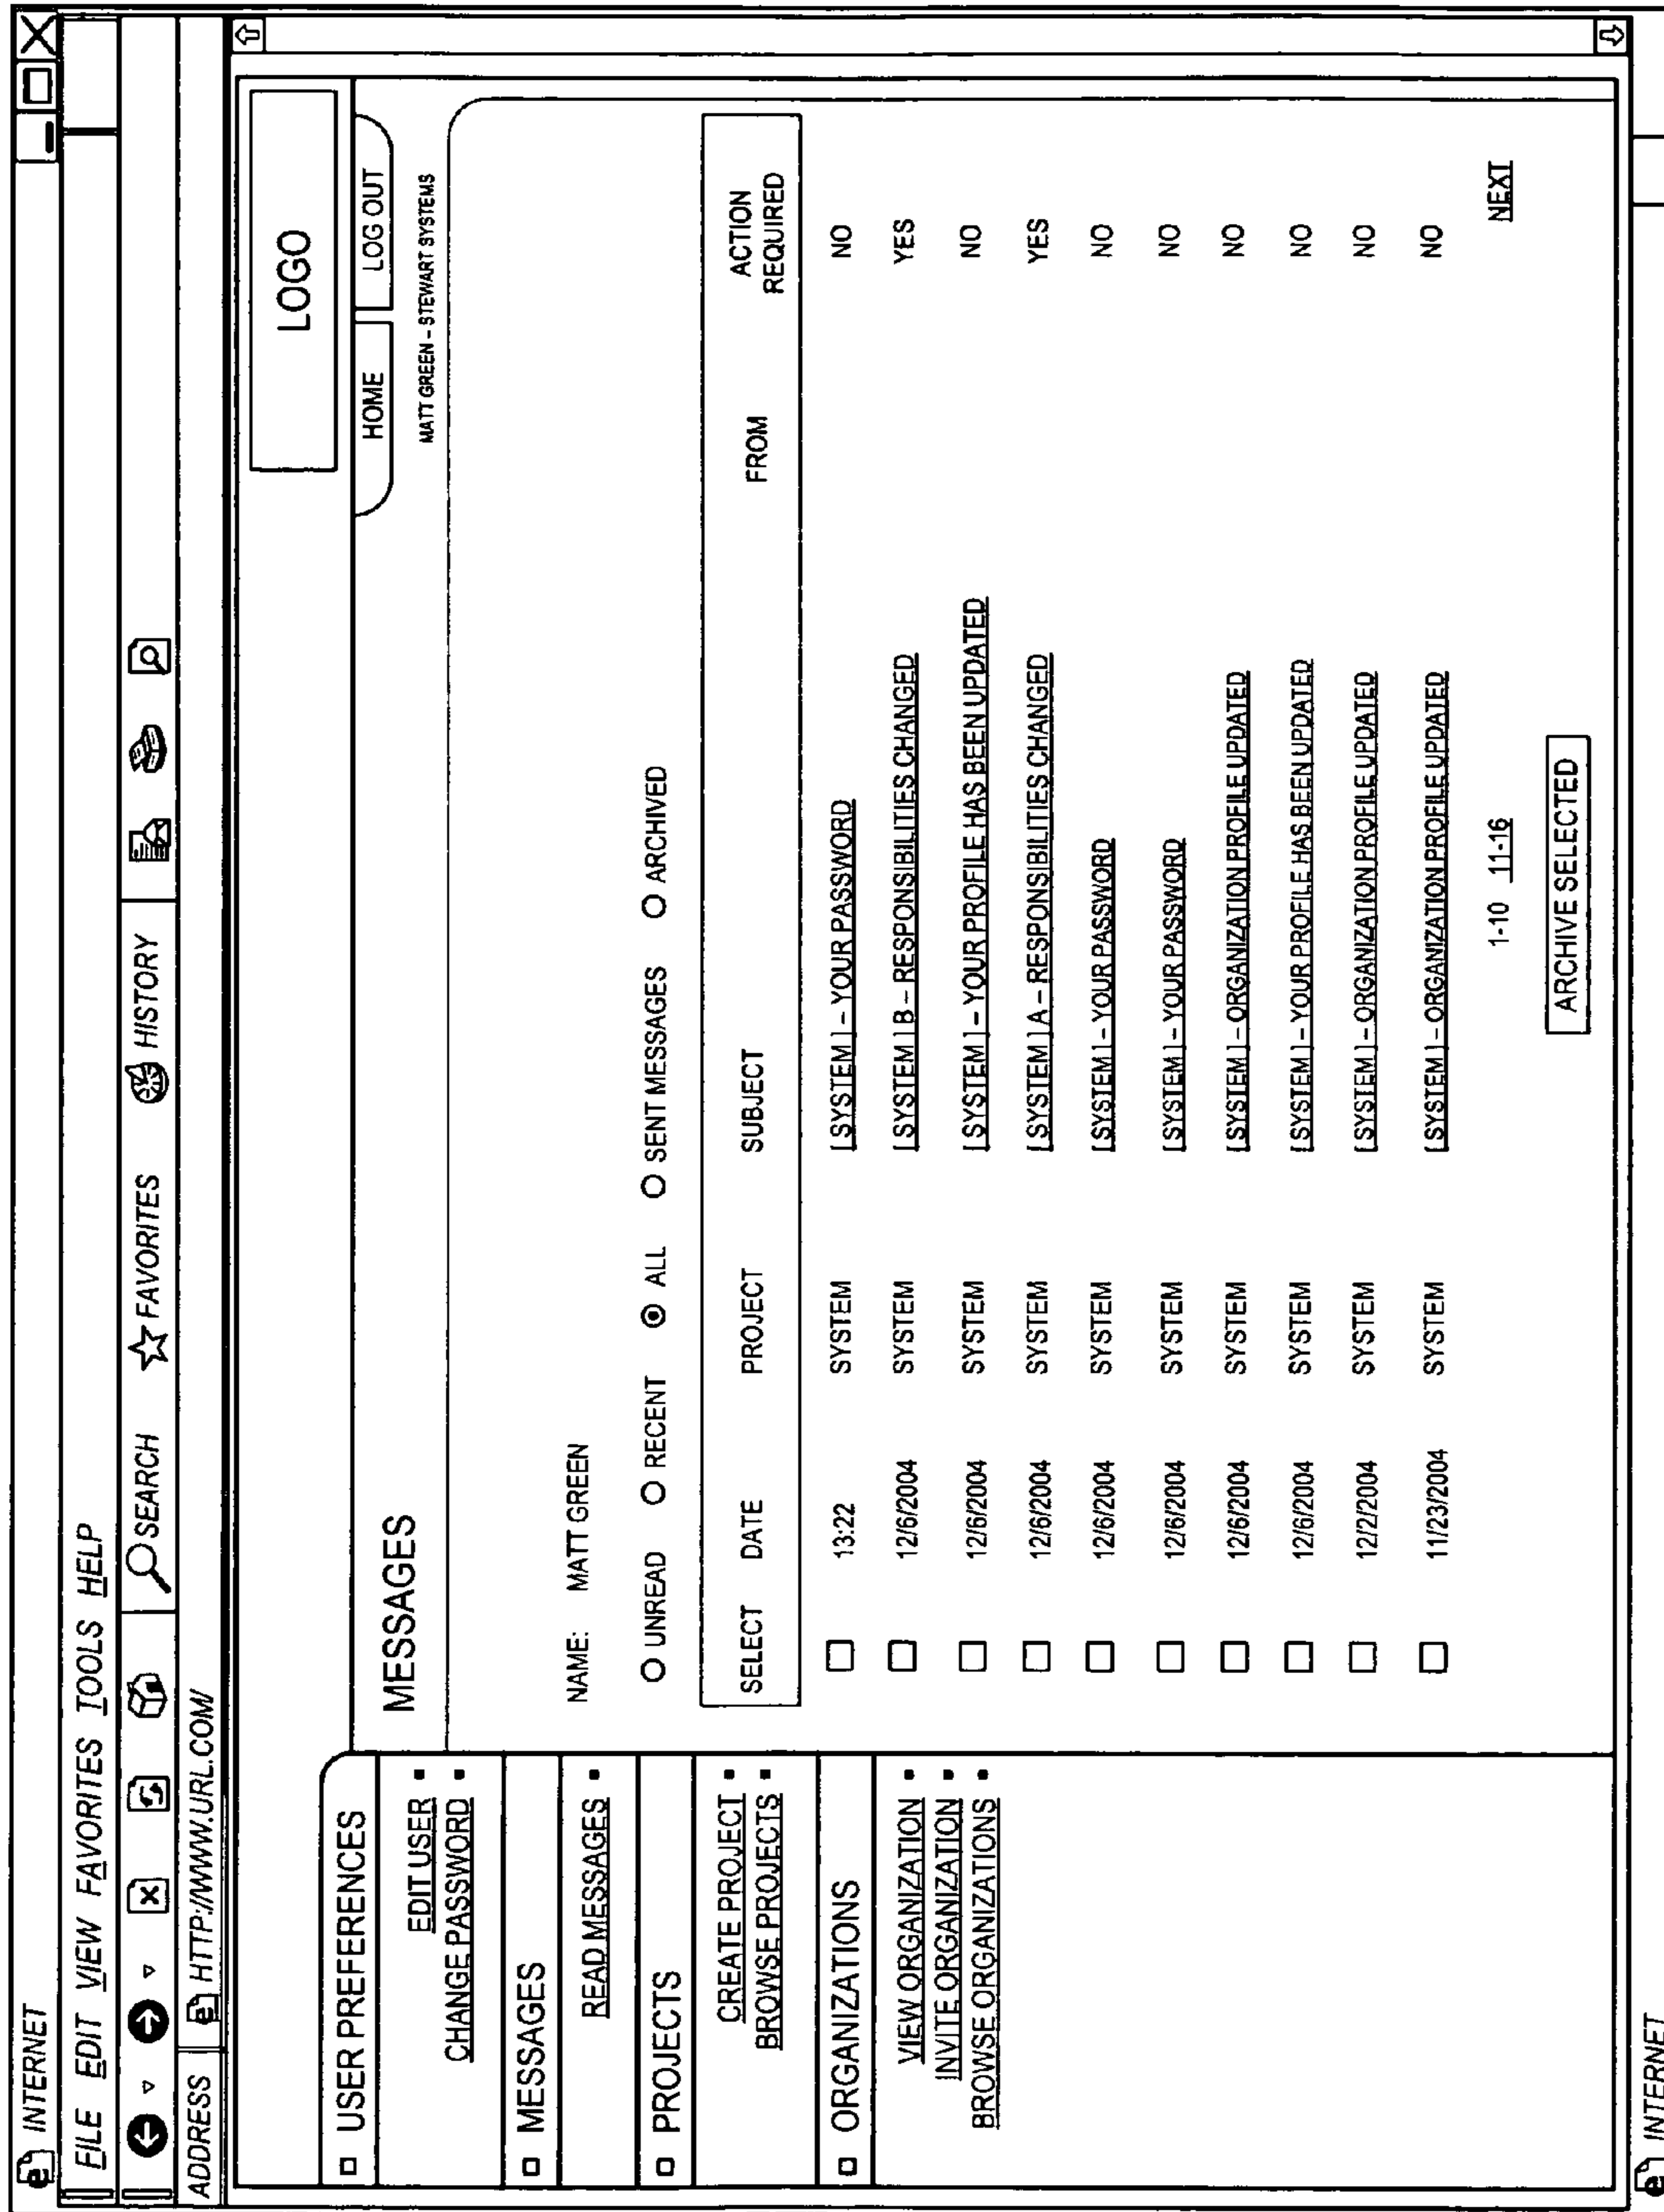 INTERNET
FILE EDIT VIEW FAVORITES TOOLS HELP
SEARCH FAVORITES HISTORY
ADDRESS HTTP://WWW.URL.COM/
LOGO
HOME LOG OUT
MATT GREEN – STEWART SYSTEMS
USER PREFERENCES
EDIT USER
CHANGE PASSWORD
MESSAGES
READ MESSAGES
PROJECTS
CREATE PROJECT
BROWSE PROJECTS
ORGANIZATIONS
VIEW ORGANIZATION
INVITE ORGANIZATION
BROWSE ORGANIZATIONS
MESSAGES
NAME: MATT GREEN
UNREAD RECENT ALL SENT MESSAGES ARCHIVED
SELECT DATE PROJECT SUBJECT FROM ACTION REQUIRED
13:22 SYSTEM [SYSTEM] – YOUR PASSWORD NO
12/6/2004 SYSTEM [SYSTEM] B – RESPONSIBILITIES CHANGED YES
12/6/2004 SYSTEM [SYSTEM] – YOUR PROFILE HAS BEEN UPDATED NO
12/6/2004 SYSTEM [SYSTEM] A – RESPONSIBILITIES CHANGED YES
12/6/2004 SYSTEM [SYSTEM] – YOUR PASSWORD NO
12/6/2004 SYSTEM [SYSTEM] – YOUR PASSWORD NO
12/6/2004 SYSTEM [SYSTEM] – ORGANIZATION PROFILE UPDATED NO
12/6/2004 SYSTEM [SYSTEM] – YOUR PROFILE HAS BEEN UPDATED NO
12/2/2004 SYSTEM [SYSTEM] – ORGANIZATION PROFILE UPDATED NO
11/23/2004 SYSTEM [SYSTEM] – ORGANIZATION PROFILE UPDATED NO
1-10 11-16 NEXT
ARCHIVE SELECTED
INTERNET